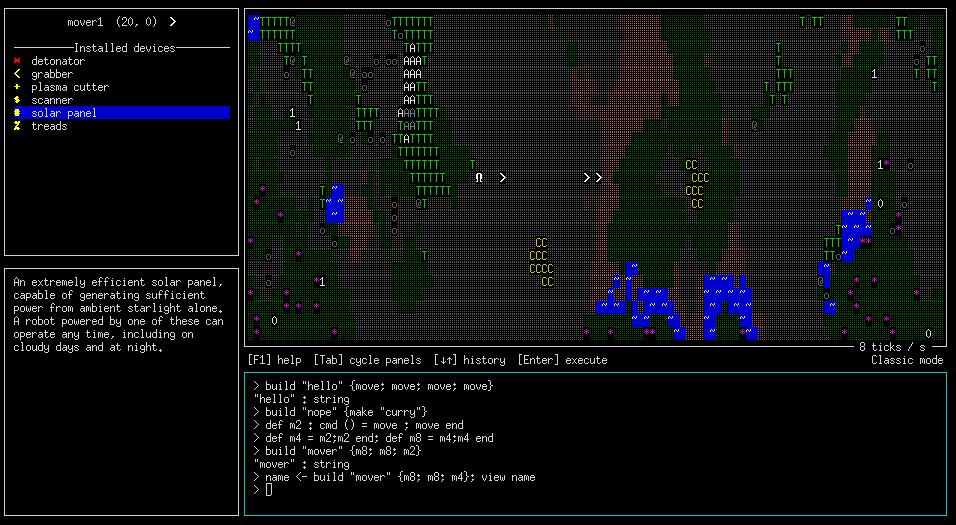 mover1 (20, 0) >
Installed devices
* detonator
< grabber
+ plasma cutter
$ scanner
# solar panel
% treads
An extremely efficient solar panel,
capable of generating sufficient
power from ambient starlight alone.
A robot powered by one of these can
operate any time, including on
cloudy days and at night.
8 ticks / s
[F1] help [Tab] cycle panels [↓↑] history [Enter] execute
Classic mode
> build "hello" {move; move; move; move}
"hello" : string
> build "nope" {make "curry"}
> def m2 : cmd () = move ; move end
> def m4 = m2;m2 end; def m8 = m4;m4 end
> build "mover" {m8; m8; m2}
"mover" : string
> name <- build "mover" {m8; m8; m4}; view name
>